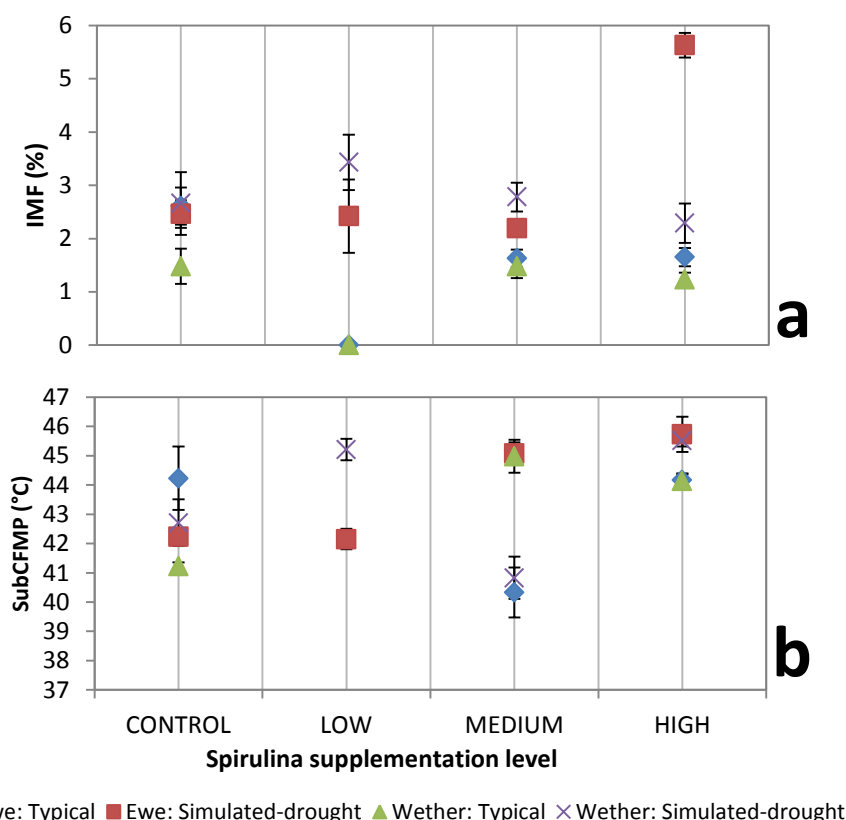 6
5
4
3
2
1
0
IMF (%)
a
47
46
45
44
43
42
41
40
39
38
37
SubCFMP (°C)
b
CONTROL LOW MEDIUM HIGH
Spirulina supplementation level
Typical Ewe: Simulated-drought Wether: Typical Wether: Simulated-drought